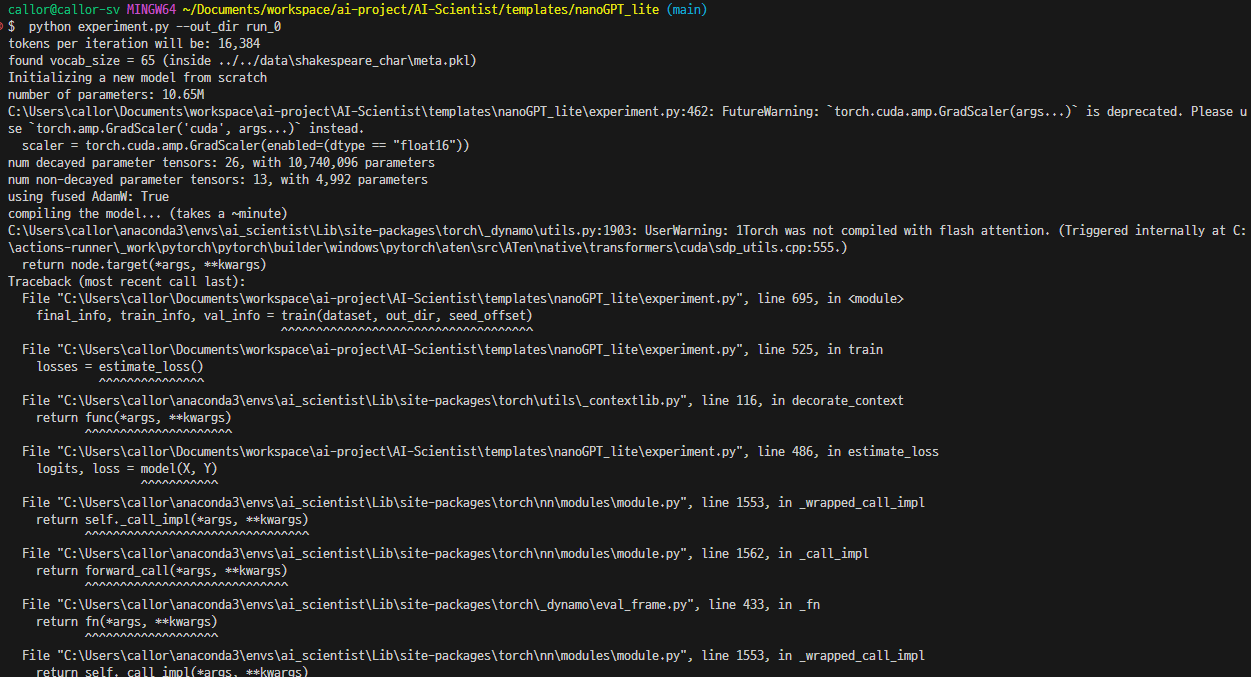 callor@callor-sv MINGW64 ~/Documents/workspace/ai-project/AI-Scientist/templates/nanoGPT_lite (main)
$  python experiment.py --out_dir run_0
tokens per iteration will be: 16,384
found vocab_size = 65 (inside ../../data\shakespeare_char\meta.pkl)
Initializing a new model from scratch
number of parameters: 10.65M
C:\Users\callor\Documents\workspace\ai-project\AI-Scientist\templates\nanoGPT_lite\experiment.py:462: FutureWarning: `torch.cuda.amp.GradScaler(args...)` is deprecated. Please u
se `torch.amp.GradScaler('cuda', args...)` instead.
  scaler = torch.cuda.amp.GradScaler(enabled=(dtype == "float16"))
num decayed parameter tensors: 26, with 10,740,096 parameters
num non-decayed parameter tensors: 13, with 4,992 parameters
using fused AdamW: True
compiling the model... (takes a ~minute)
C:\Users\callor\anaconda3\envs\ai_scientist\Lib\site-packages\torch\_dynamo\utils.py:1903: UserWarning: 1Torch was not compiled with flash attention. (Triggered internally at C:
\actions-runner\_work\pytorch\pytorch\builder\windows\pytorch\aten\src\ATen\native\transformers\cuda\sdp_utils.cpp:555.)
  return node.target(*args, **kwargs)
Traceback (most recent call last):
  File "C:\Users\callor\Documents\workspace\ai-project\AI-Scientist\templates\nanoGPT_lite\experiment.py", line 695, in <module>
    final_info, train_info, val_info = train(dataset, out_dir, seed_offset)
                                       ^^^^^^^^^^^^^^^^^^^^^^^^^^^^^^^^^^^^
  File "C:\Users\callor\Documents\workspace\ai-project\AI-Scientist\templates\nanoGPT_lite\experiment.py", line 525, in train
    losses = estimate_loss()
             ^^^^^^^^^^^^^^^
  File "C:\Users\callor\anaconda3\envs\ai_scientist\Lib\site-packages\torch\utils\_contextlib.py", line 116, in decorate_context
    return func(*args, **kwargs)
           ^^^^^^^^^^^^^^^^^^^^^
  File "C:\Users\callor\Documents\workspace\ai-project\AI-Scientist\templates\nanoGPT_lite\experiment.py", line 486, in estimate_loss
    logits, loss = model(X, Y)
                   ^^^^^^^^^^^
  File "C:\Users\callor\anaconda3\envs\ai_scientist\Lib\site-packages\torch\nn\modules\module.py", line 1553, in _wrapped_call_impl
    return self._call_impl(*args, **kwargs)
           ^^^^^^^^^^^^^^^^^^^^^^^^^^^^^^^^
  File "C:\Users\callor\anaconda3\envs\ai_scientist\Lib\site-packages\torch\nn\modules\module.py", line 1562, in _call_impl
    return forward_call(*args, **kwargs)
           ^^^^^^^^^^^^^^^^^^^^^^^^^^^^^
  File "C:\Users\callor\anaconda3\envs\ai_scientist\Lib\site-packages\torch\_dynamo\eval_frame.py", line 433, in _fn
    return fn(*args, **kwargs)
           ^^^^^^^^^^^^^^^^^^^
  File "C:\Users\callor\anaconda3\envs\ai_scientist\Lib\site-packages\torch\nn\modules\module.py", line 1553, in _wrapped_call_impl
    return self._call_impl(*args, **kwargs)